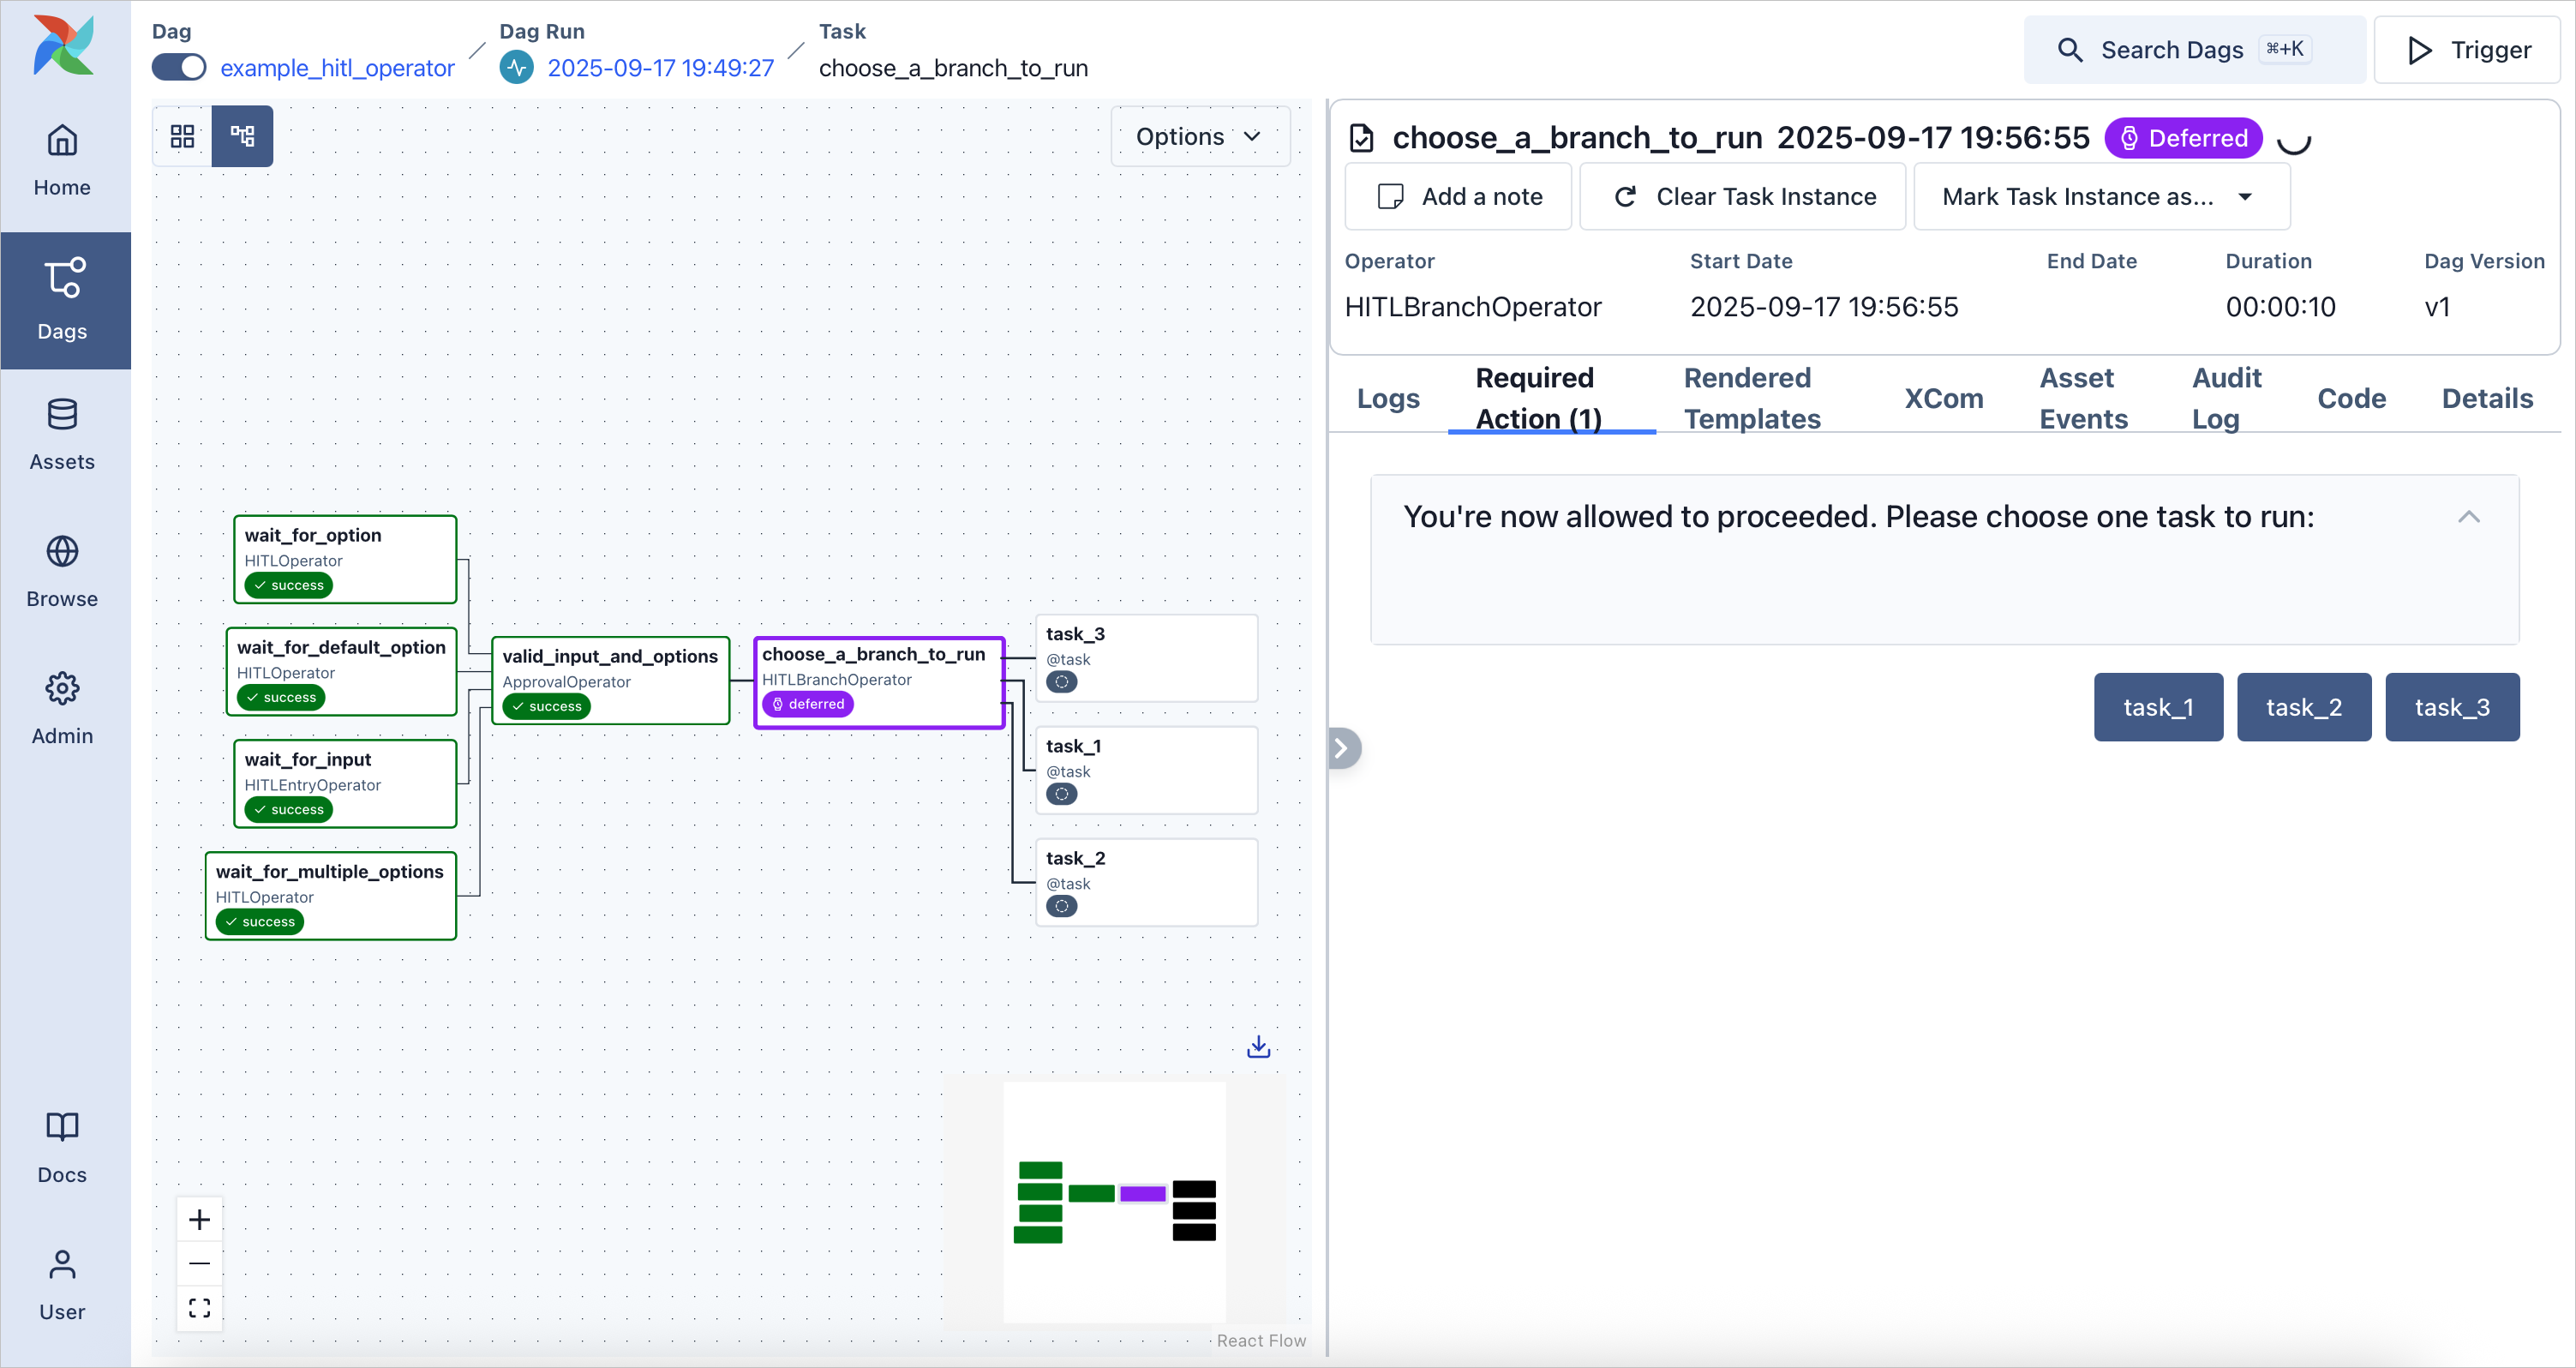 Dag
example_hitl_operator
Dag Run
2025-09-17 19:49:27
Task
choose_a_branch_to_run
Search Dags ⌘+K
Trigger
Home
Dags
Assets
Browse
Admin
Docs
User
Options
wait_for_option
HITLOperator
success
wait_for_default_option
HITLOperator
success
wait_for_input
HITLEntryOperator
success
wait_for_multiple_options
HITLOperator
success
valid_input_and_options
ApprovalOperator
success
choose_a_branch_to_run
HITLBranchOperator
deferred
task_3
@task
task_1
@task
task_2
@task
React Flow
choose_a_branch_to_run 2025-09-17 19:56:55 Deferred
Add a note
Clear Task Instance
Mark Task Instance as...
Operator Start Date End Date Duration Dag Version
HITLBranchOperator 2025-09-17 19:56:55 00:00:10 v1
Logs
Required
Action (1)
Rendered
Templates
XCom
Asset
Events
Audit
Log
Code
Details
You're now allowed to proceeded. Please choose one task to run:
task_1 task_2 task_3